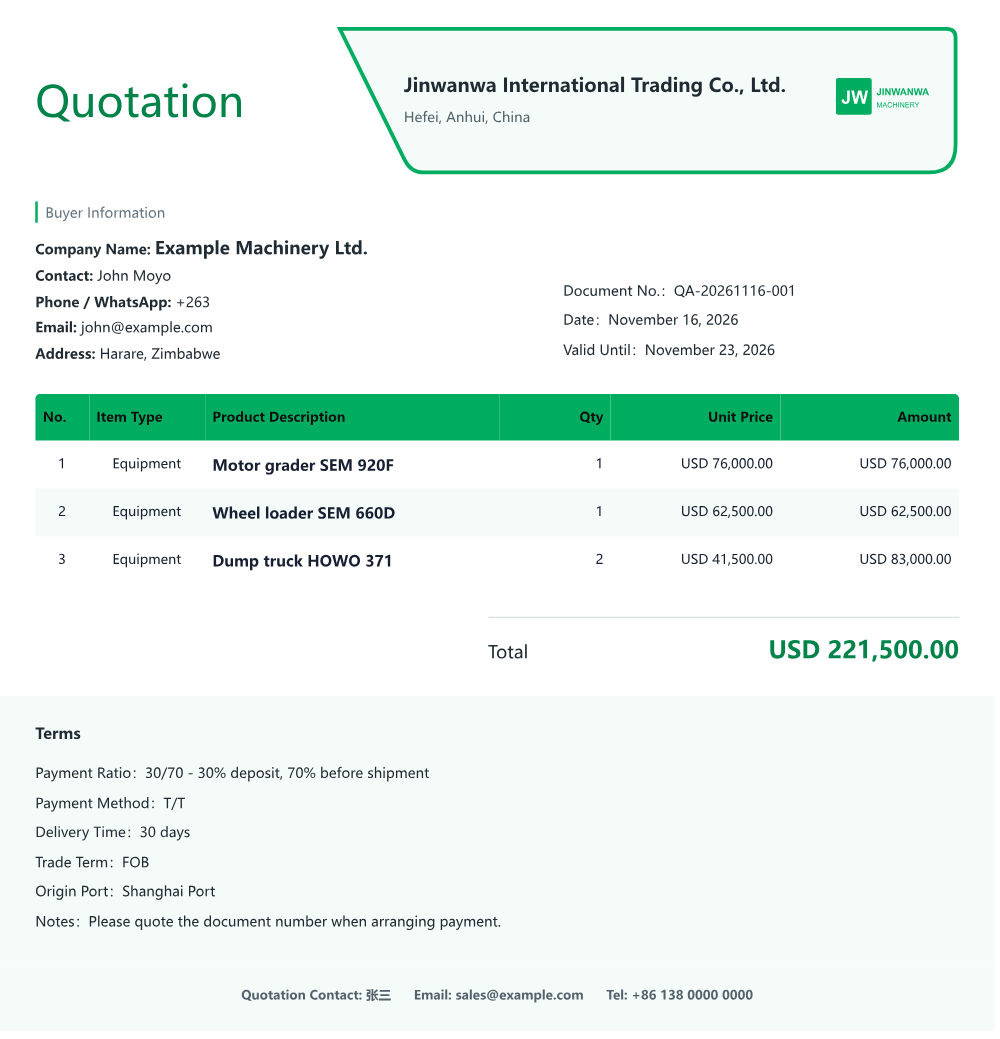 Quotation
Jinwanwa International Trading Co., Ltd.
Hefei, Anhui, China
JW JINWANWA
MACHINERY
Buyer Information
Company Name: Example Machinery Ltd.
Contact: John Moyo
Phone / WhatsApp: +263
Email: john@example.com
Address: Harare, Zimbabwe
Document No.：QA-20261116-001
Date：November 16, 2026
Valid Until：November 23, 2026
No. Item Type Product Description Qty Unit Price Amount
1 Equipment Motor grader SEM 920F 1 USD 76,000.00 USD 76,000.00
2 Equipment Wheel loader SEM 660D 1 USD 62,500.00 USD 62,500.00
3 Equipment Dump truck HOWO 371 2 USD 41,500.00 USD 83,000.00
Total USD 221,500.00
Terms
Payment Ratio：30/70 - 30% deposit, 70% before shipment
Payment Method：T/T
Delivery Time：30 days
Trade Term：FOB
Origin Port：Shanghai Port
Notes：Please quote the document number when arranging payment.
Quotation Contact: 张三 Email: sales@example.com Tel: +86 138 0000 0000